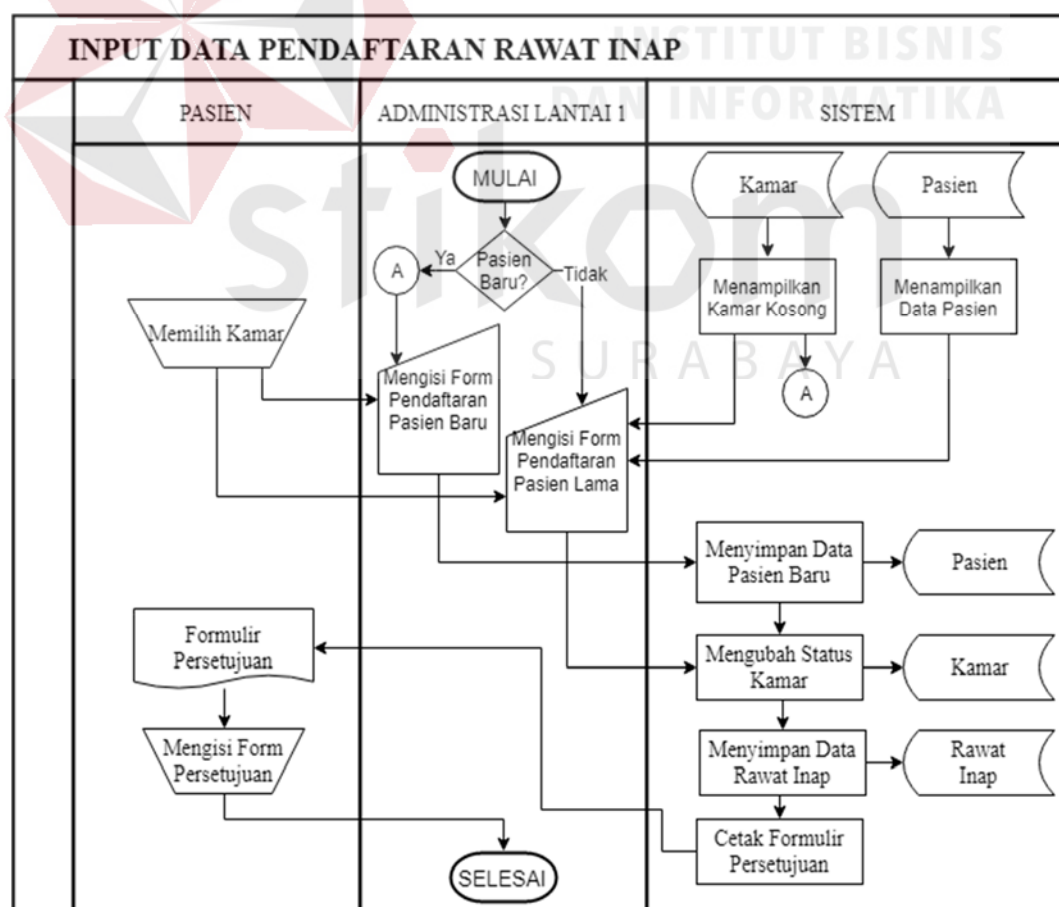 INSTITUT BISNIS
DAN INFORMATIKA
stikom
SURABAYA
INPUT DATA PENDAFTARAN RAWAT INAP
PASIEN
ADMINISTRASI LANTAI 1
SISTEM
MULAI
Kamar
Pasien
A
Ya
Pasien
Baru?
Tidak
Menampilkan
Kamar Kosong
Menampilkan
Data Pasien
Memilih Kamar
A
Mengisi Form
Pendaftaran
Pasien Baru
Mengisi Form
Pendaftaran
Pasien Lama
Menyimpan Data
Pasien Baru
Pasien
Formulir
Persetujuan
Mengubah Status
Kamar
Kamar
Mengisi Form
Persetujuan
Menyimpan Data
Rawat Inap
Rawat
Inap
Cetak Formulir
Persetujuan
SELESAI